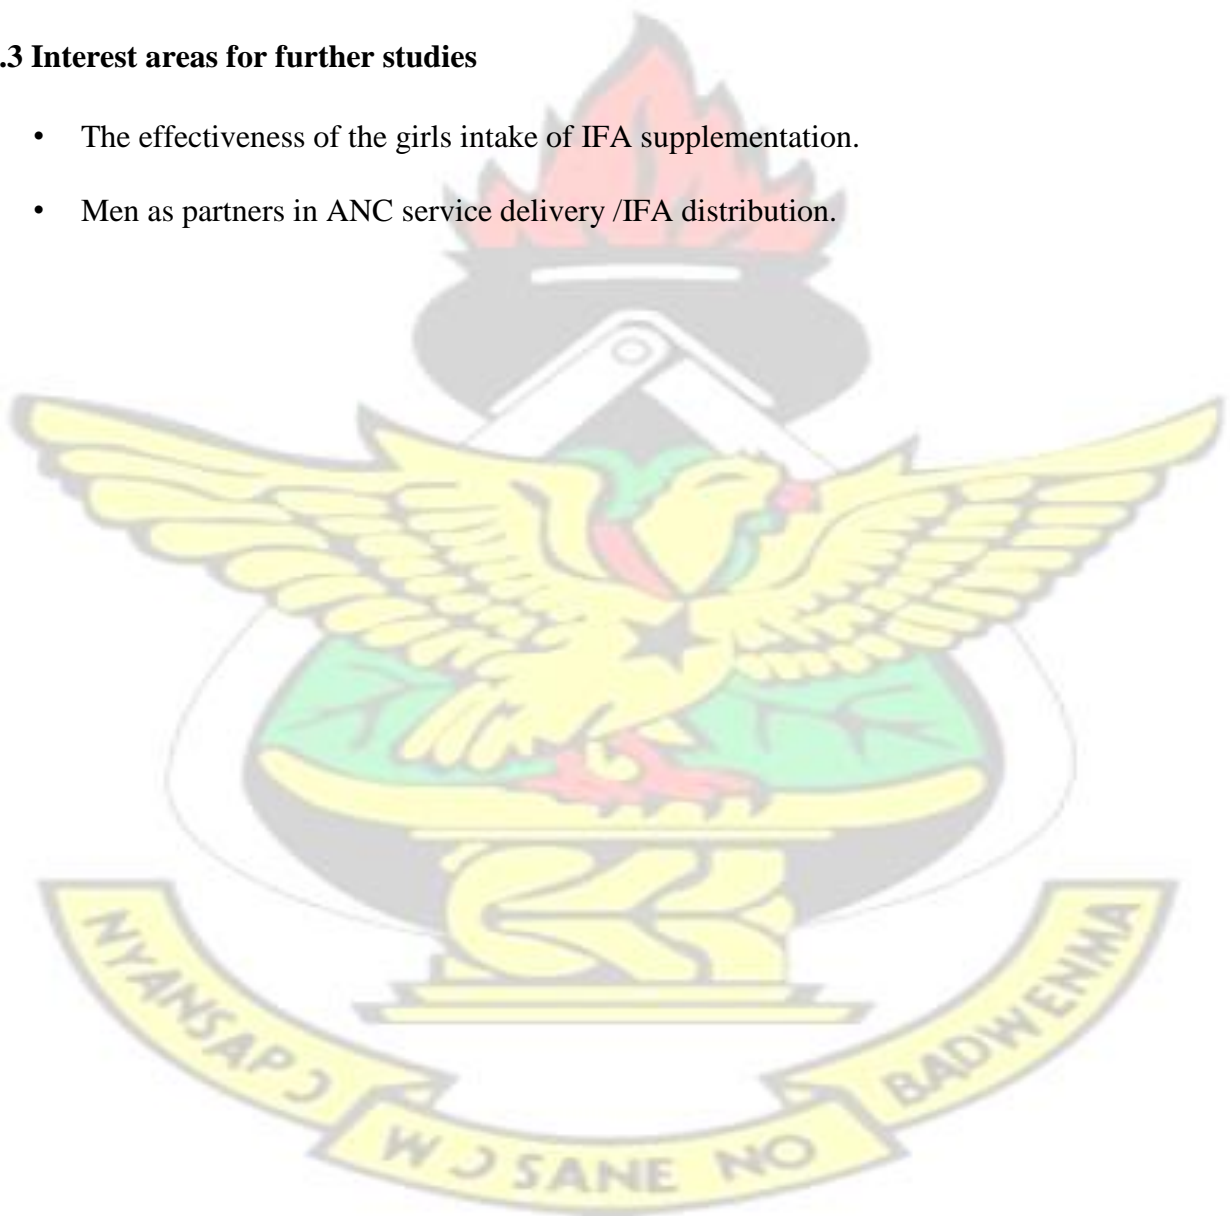 .3 Interest areas for further studies
• The effectiveness of the girls intake of IFA supplementation.
• Men as partners in ANC service delivery /IFA distribution.
NYANSAPƆ
WƆSANE NO
BADWENMA